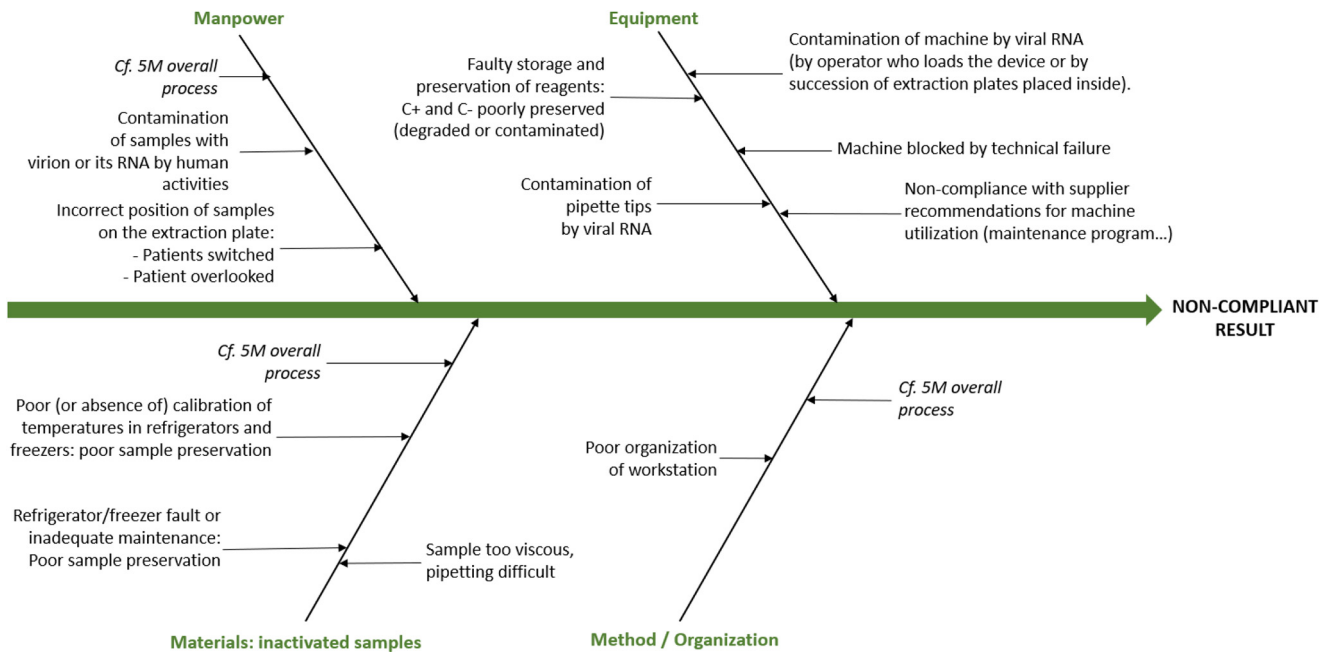 Manpower
Cf. 5M overall
process
Contamination
of samples with
virion or its RNA by human
activities
Incorrect position of samples
on the extraction plate:
- Patients switched
- Patient overlooked
Equipment
Faulty storage and
preservation of reagents:
C+ and C- poorly preserved
(degraded or contaminated)
Contamination of
pipette tips
by viral RNA
Contamination of machine by viral RNA
(by operator who loads the device or by
succession of extraction plates placed inside).
Machine blocked by technical failure
Non-compliance with supplier
recommendations for machine
utilization (maintenance program...)
NON-COMPLIANT
RESULT
Cf. 5M overall
process
Poor (or absence of) calibration of
temperatures in refrigerators and
freezers: poor sample preservation
Refrigerator/freezer fault or
inadequate maintenance:
Poor sample preservation
Sample too viscous,
pipetting difficult
Materials: inactivated samples
Cf. 5M overall
process
Poor organization
of workstation
Method / Organization